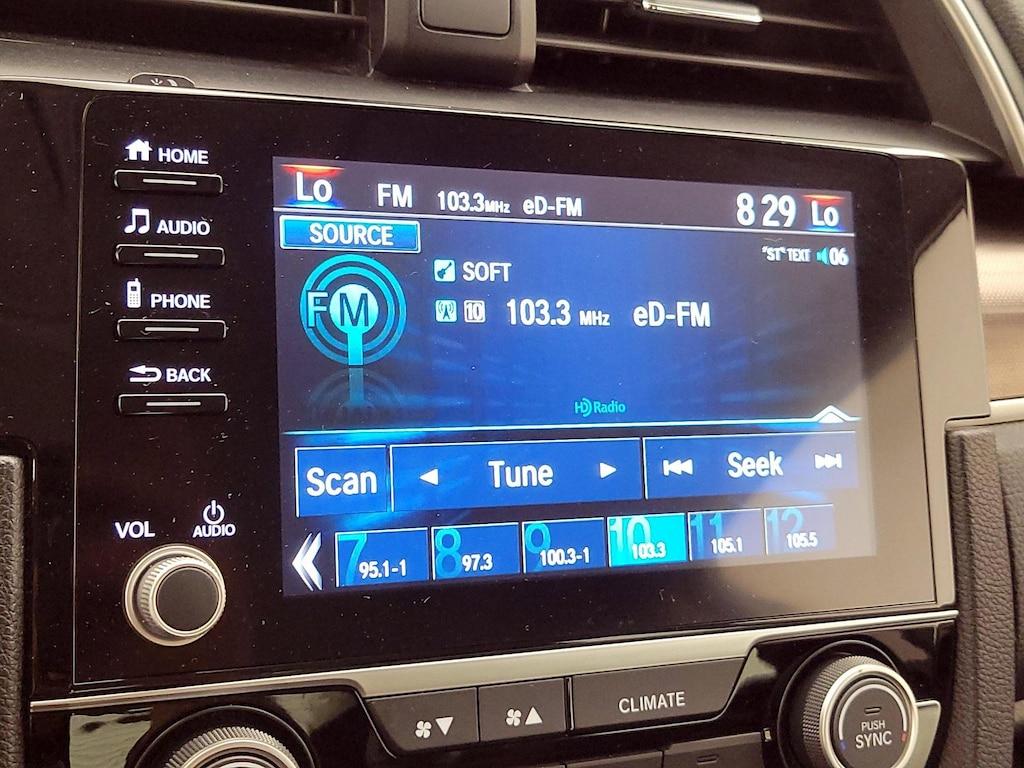 HOME
AUDIO
PHONE
BACK
VOL
AUDIO
Lo FM 103.3MHz eD-FM 8 29 Lo
SOURCE
"ST" TEXT 06
FM
SOFT
10 103.3 MHz eD-FM
HD Radio
Scan Tune Seek
7 95.1-1
8 97.3
9 100.3-1
10 103.3
11 105.1
12 105.5
CLIMATE
PUSH
SYNC